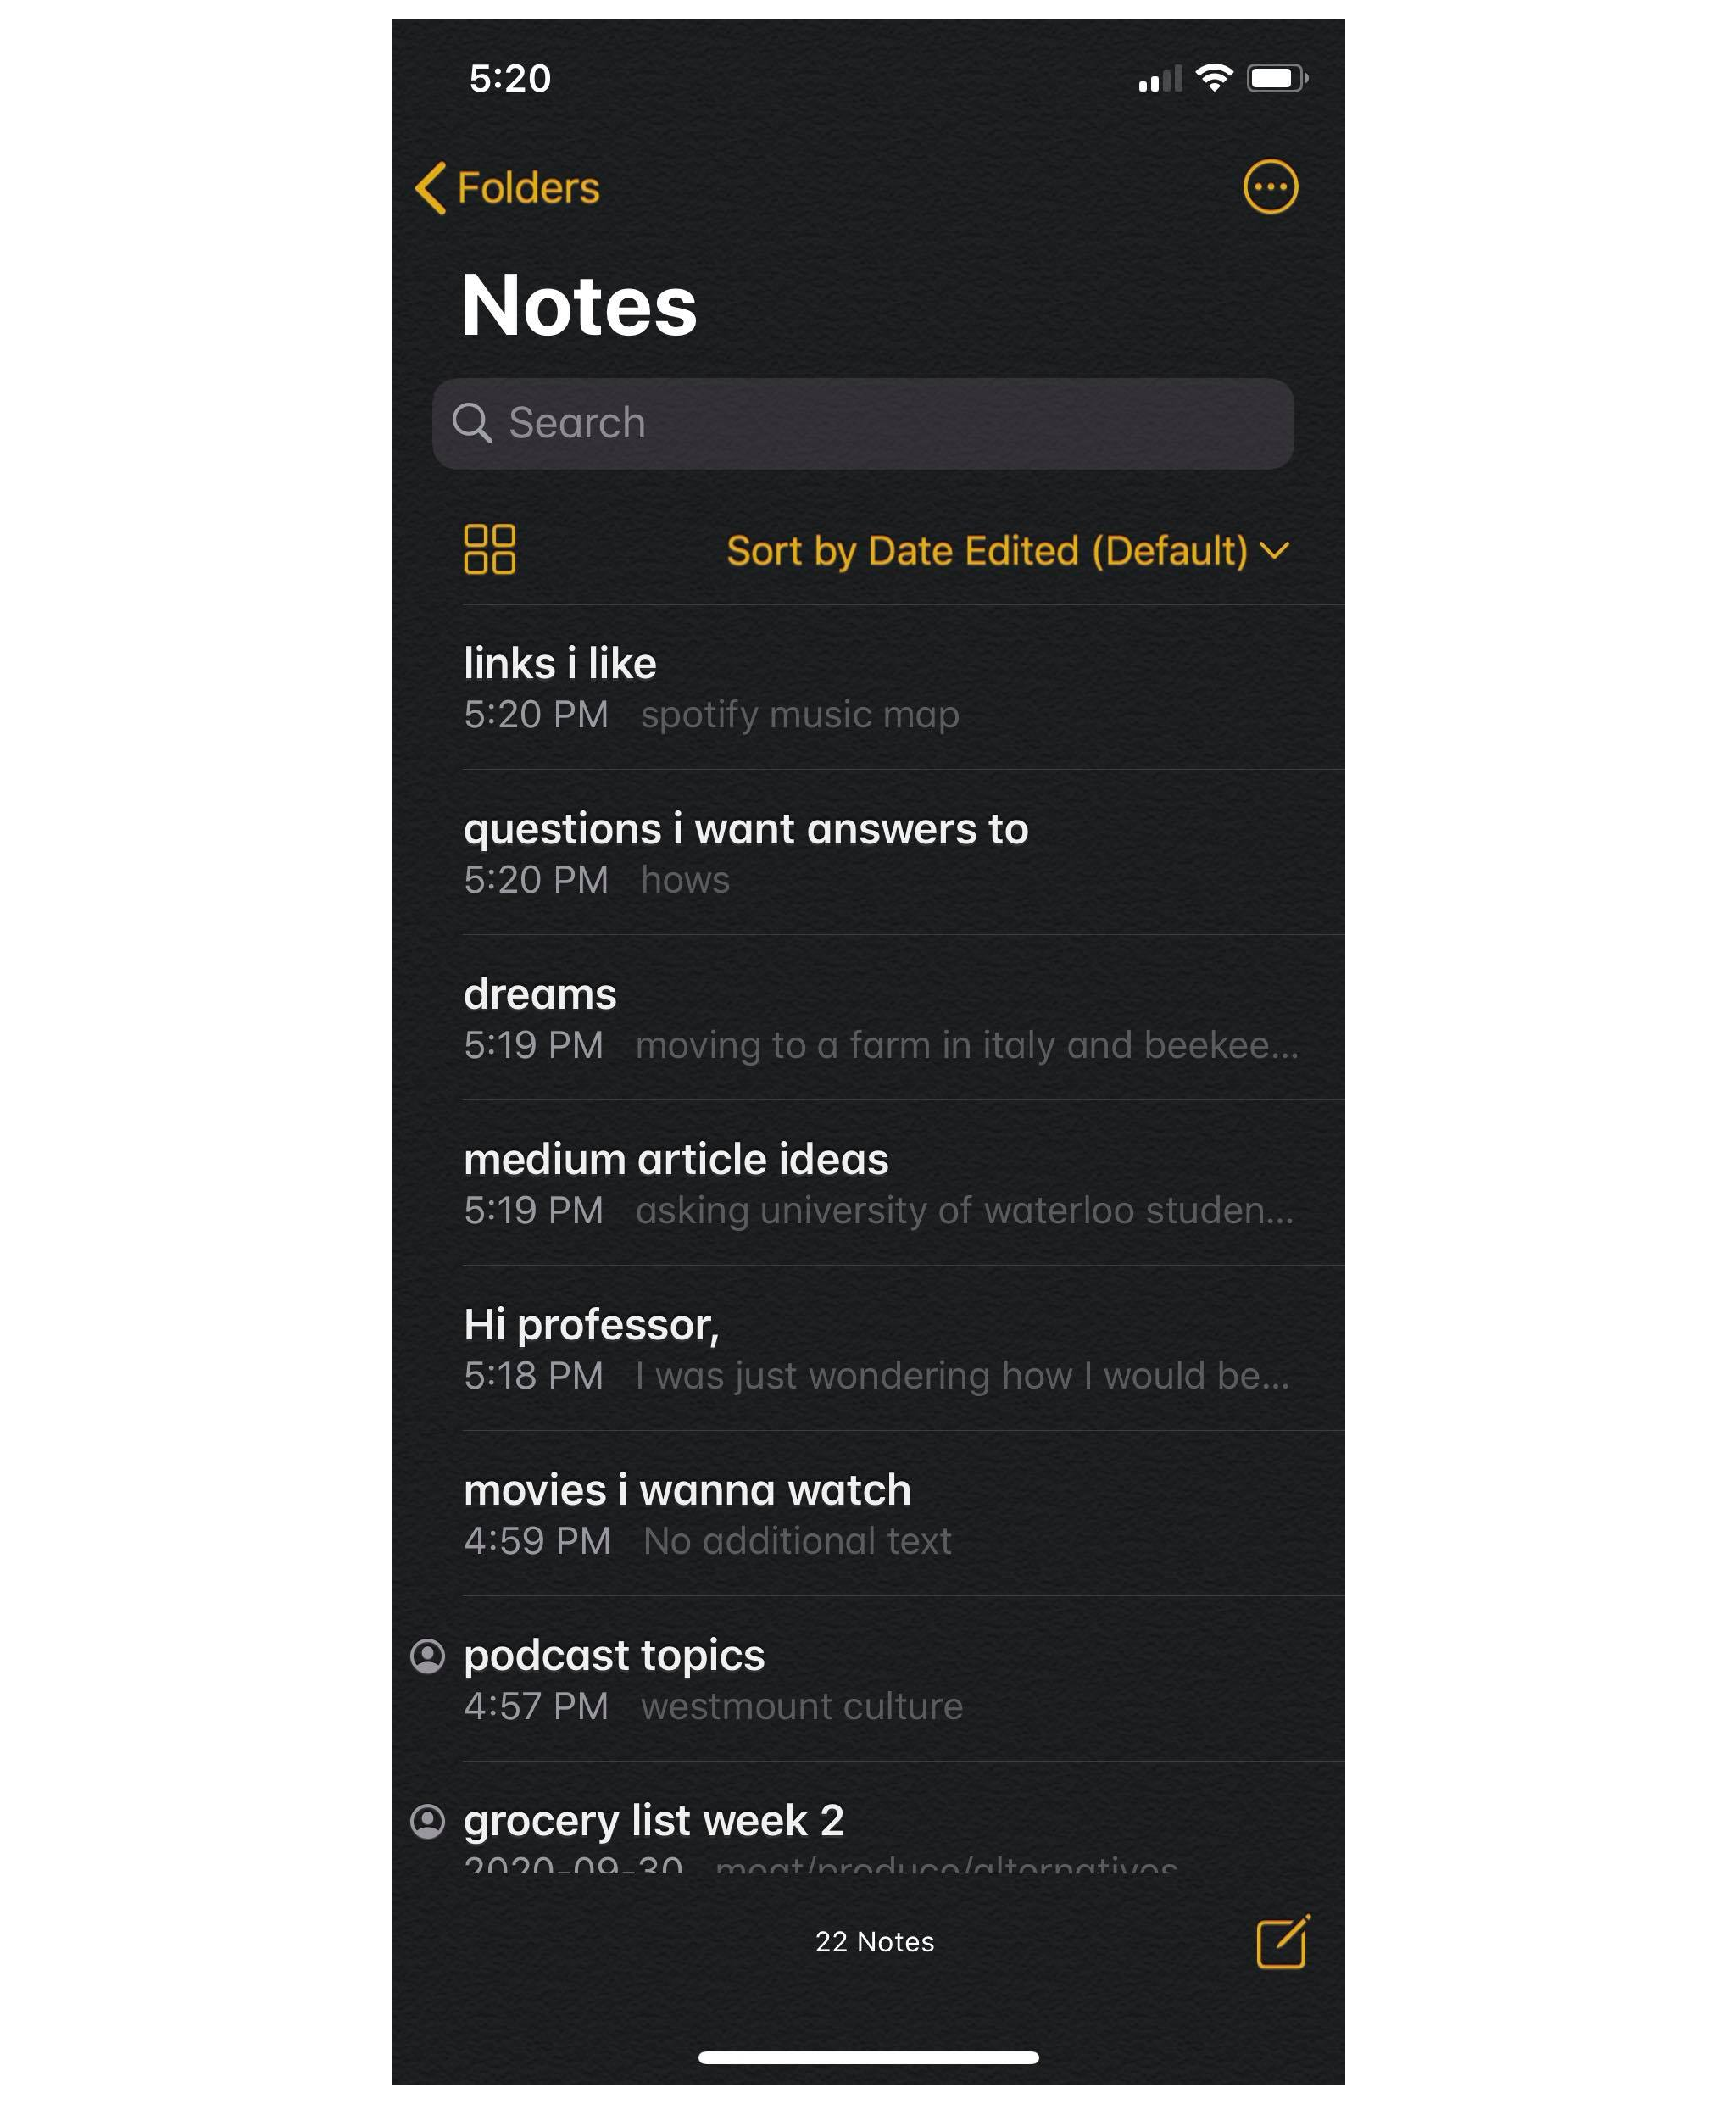 5:20
Folders
Notes
Search
Sort by Date Edited (Default)
links i like
5:20 PM spotify music map
questions i want answers to
5:20 PM hows
dreams
5:19 PM moving to a farm in italy and beekee...
medium article ideas
5:19 PM asking university of waterloo studen...
Hi professor,
5:18 PM I was just wondering how I would be...
movies i wanna watch
4:59 PM No additional text
podcast topics
4:57 PM westmount culture
grocery list week 2
2020-09-30 meat/produce/alternatives
22 Notes